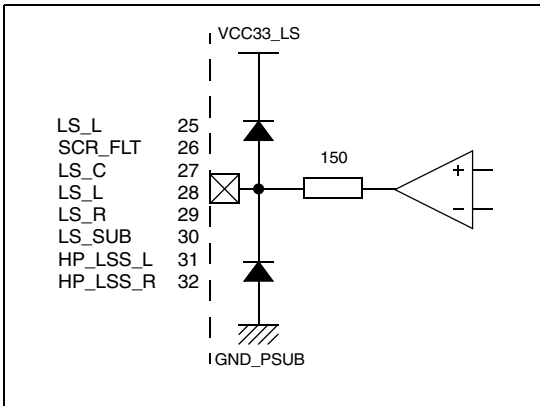 VCC33_LS
LS_L 25
SCR_FLT 26
LS_C 27
LS_L 28
LS_R 29
LS_SUB 30
HP_LSS_L 31
HP_LSS_R 32
150
+
−
GND_PSUB